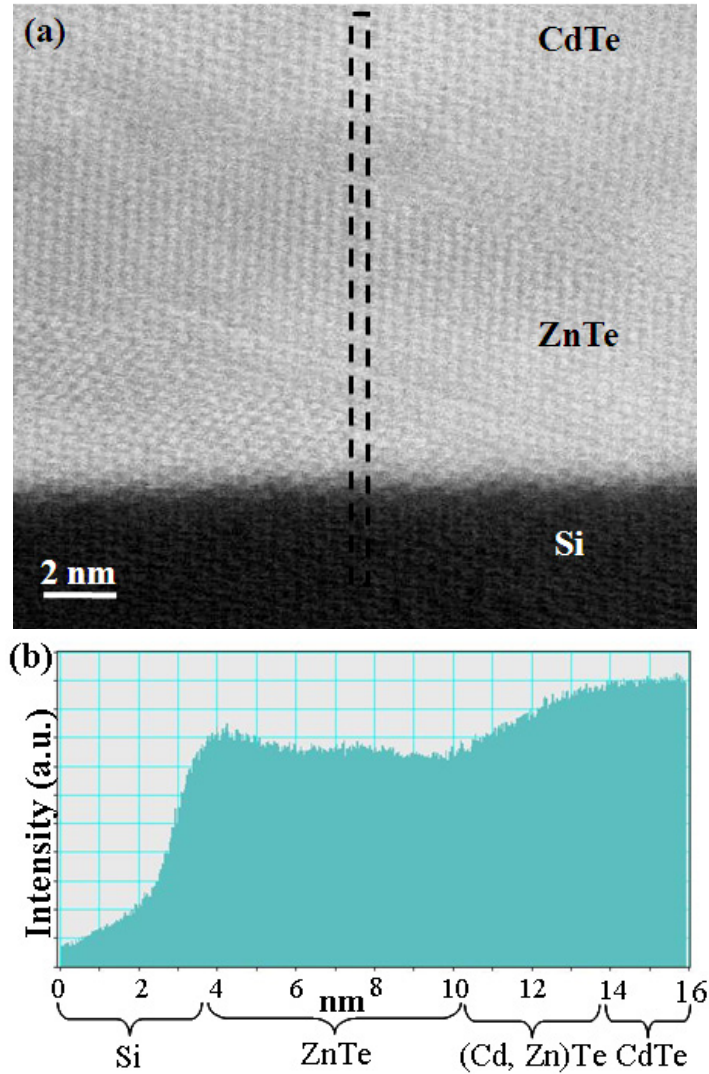 (a)
CdTe
ZnTe
Si
2 nm
(b)
Intensity (a.u.)
0 2 4 6 nm 8 10 12 14 16
Si ZnTe (Cd, Zn)Te CdTe